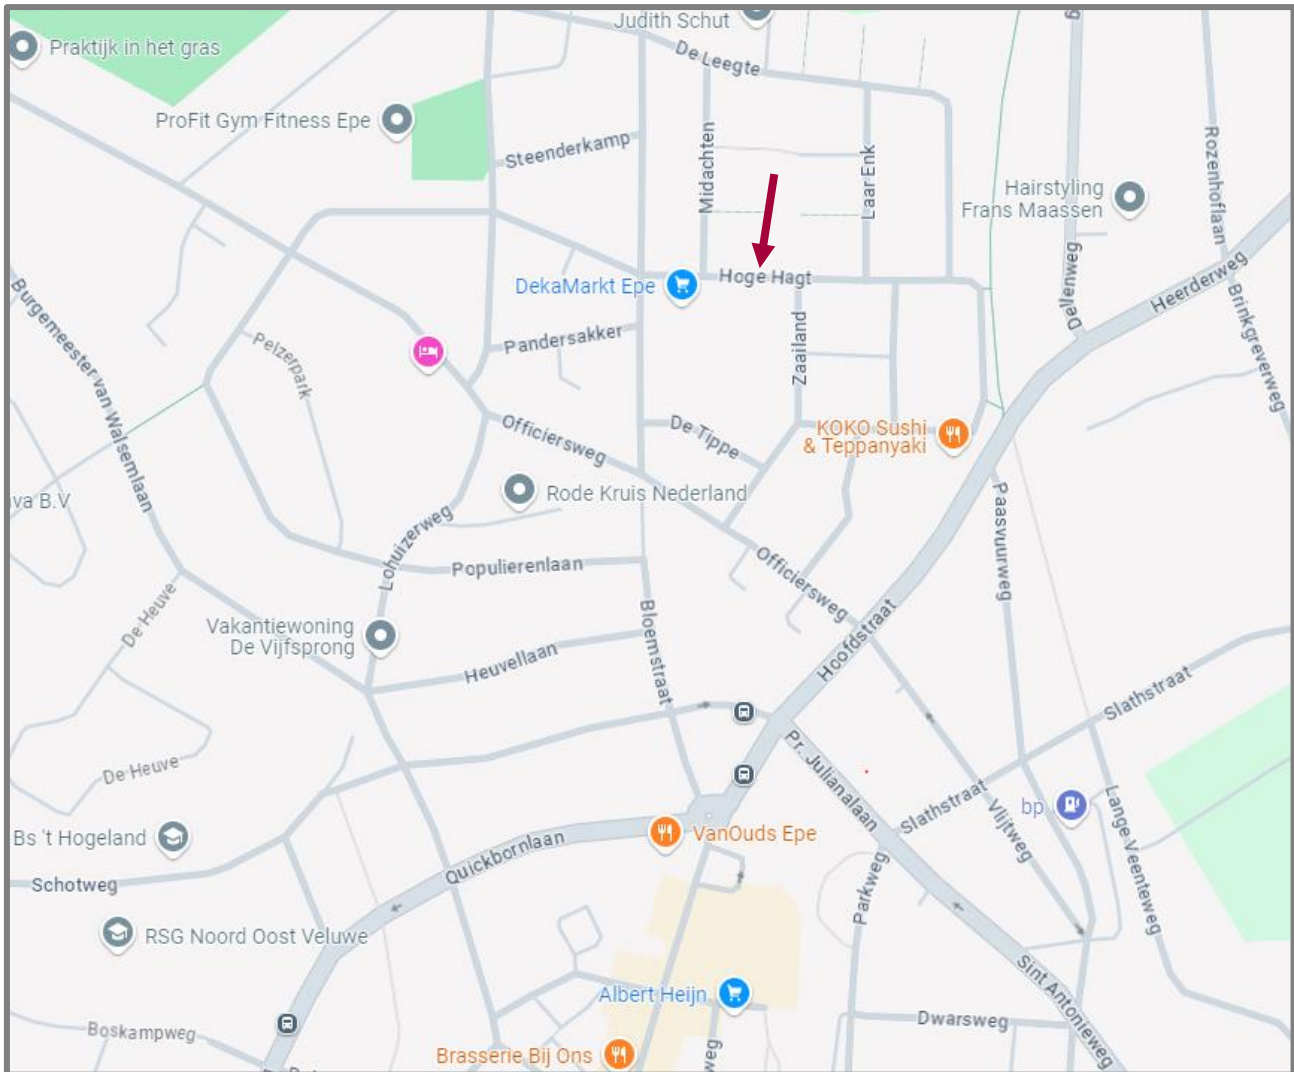 Judith Schut
g
Praktijk in het gras
De Leegte
ProFit Gym Fitness Epe
Steenderkamp
Midachten
Laar Enk
Rozenhoflaan
Hairstyling
Frans Maassen
DekaMarkt Epe
Hoge Hagt
Dellenweg
Heerderweg
Brinkgreverweg
Burgemeester van Walsemlaan
Pelzerpark
Pandersakker
Zaailand
Officiersweg
De Tippe
KOKO Sushi
& Teppanyaki
va B.V
Rode Kruis Nederland
Paasvuurweg
Lohuizerweg
Populierenlaan
Officiersweg
De Heuve
Vakantiewoning
De Vijfsprong
Bloemstraat
Hoofdstraat
Heuvellaan
Slathstraat
De Heuve
Pr. Julianalaan
Slathstraat
Vlijtweg
bp
Lange Veenteweg
Bs 't Hogeland
VanOuds Epe
Quickbornlaan
Schotweg
Parkweg
RSG Noord Oost Veluwe
Sint Antonieweg
Albert Heijn
Dwarsweg
Boskampweg
Brasserie Bij Ons
weg